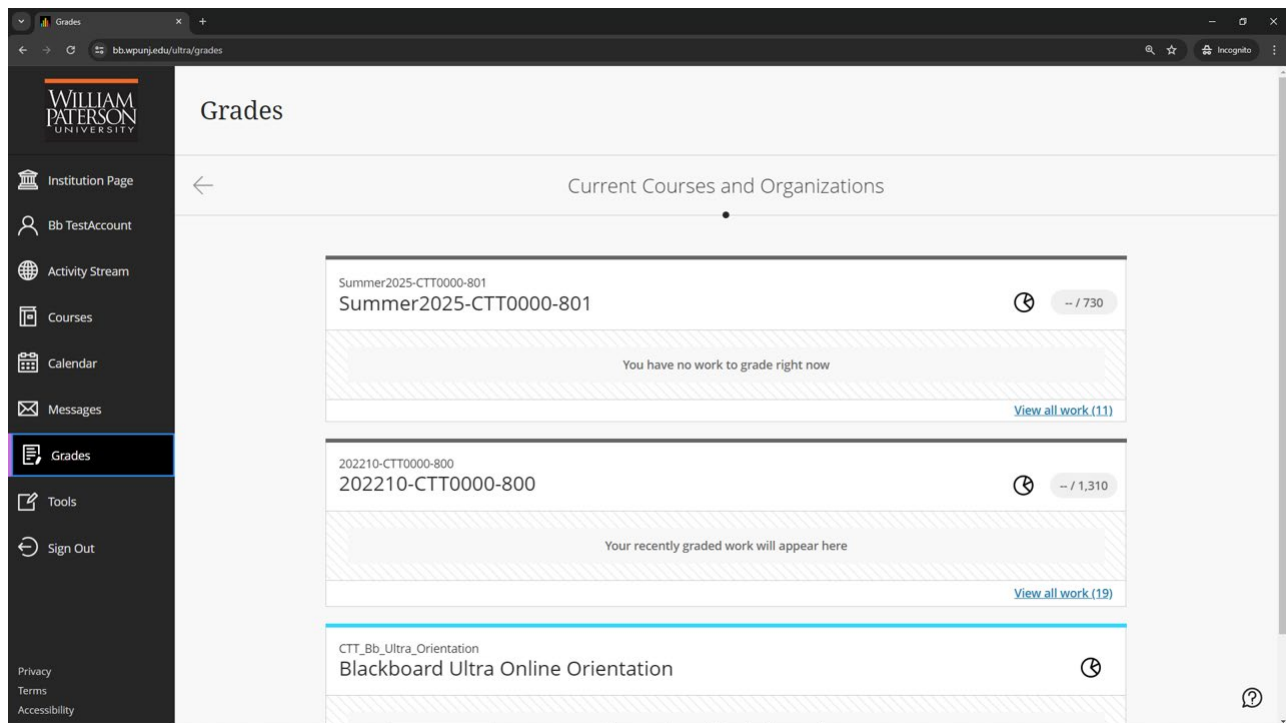 Grades
bb.wpunj.edu/ultra/grades
Incognito
WILLIAM
PATERSON
UNIVERSITY
Grades
Institution Page
Bb TestAccount
Activity Stream
Courses
Calendar
Messages
Grades
Tools
Sign Out
Privacy
Terms
Accessibility
Current Courses and Organizations
Summer2025-CTT0000-801
Summer2025-CTT0000-801
-- / 730
You have no work to grade right now
View all work (11)
202210-CTT0000-800
202210-CTT0000-800
-- / 1,310
Your recently graded work will appear here
View all work (19)
CTT_Bb_Ultra_Orientation
Blackboard Ultra Online Orientation